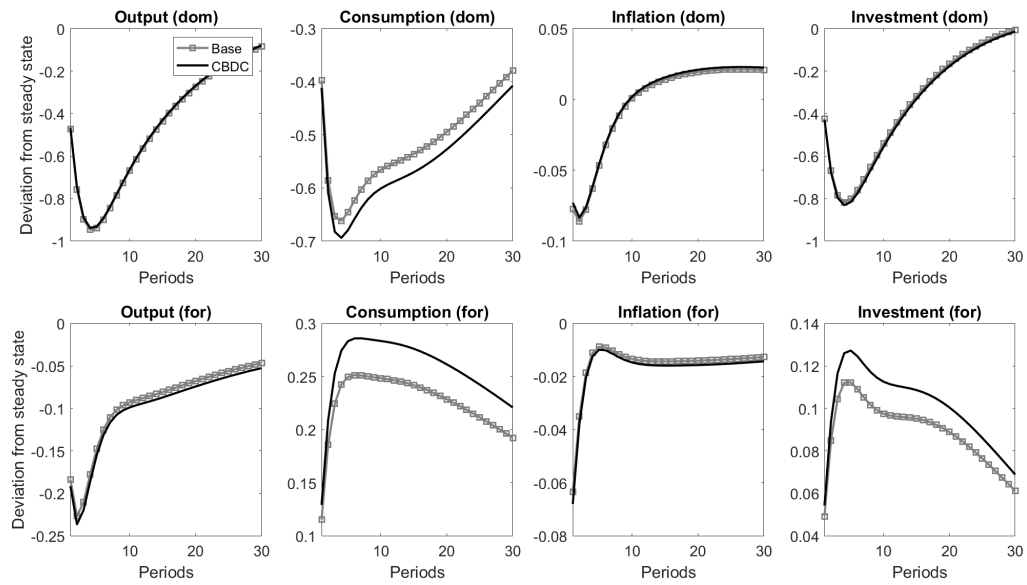 Output (dom) Consumption (dom) Inflation (dom) Investment (dom)
Deviation from steady state
0
-0.2
-0.4
-0.6
-0.8
-1
10 20 30
Periods
Base
CBDC
-0.3
-0.4
-0.5
-0.6
-0.7
10 20 30
Periods
0.05
0
-0.05
-0.1
10 20 30
Periods
0
-0.2
-0.4
-0.6
-0.8
-1
10 20 30
Periods
Output (for) Consumption (for) Inflation (for) Investment (for)
Deviation from steady state
0
-0.05
-0.1
-0.15
-0.2
-0.25
10 20 30
Periods
0.3
0.25
0.2
0.15
0.1
10 20 30
Periods
0
-0.02
-0.04
-0.06
-0.08
10 20 30
Periods
0.14
0.12
0.1
0.08
0.06
0.04
10 20 30
Periods